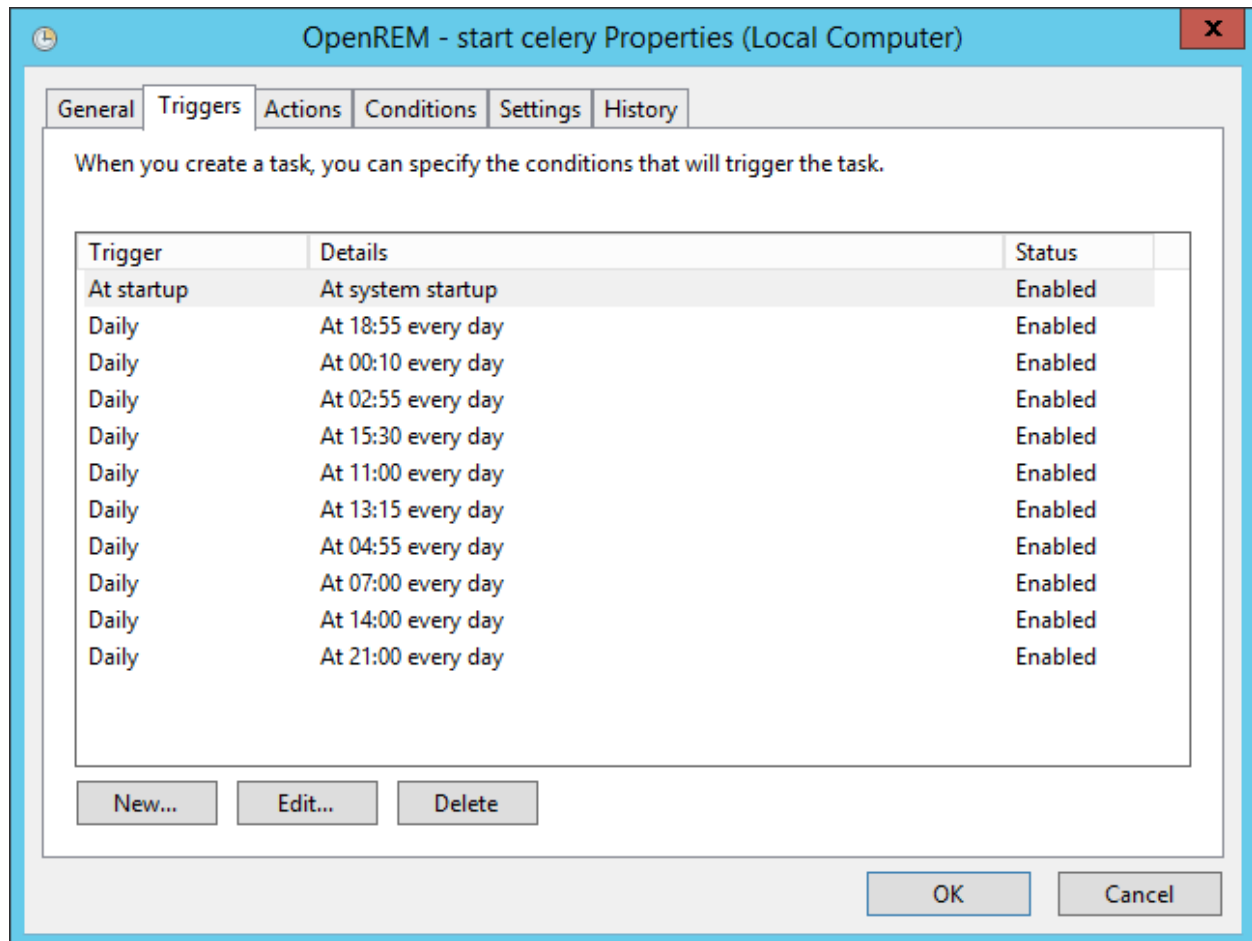 OpenREM - start celery Properties (Local Computer)
x
General Triggers Actions Conditions Settings History
When you create a task, you can specify the conditions that will trigger the task.
Trigger Details Status
At startup At system startup Enabled
Daily At 18:55 every day Enabled
Daily At 00:10 every day Enabled
Daily At 02:55 every day Enabled
Daily At 15:30 every day Enabled
Daily At 11:00 every day Enabled
Daily At 13:15 every day Enabled
Daily At 04:55 every day Enabled
Daily At 07:00 every day Enabled
Daily At 14:00 every day Enabled
Daily At 21:00 every day Enabled
New... Edit... Delete
OK Cancel